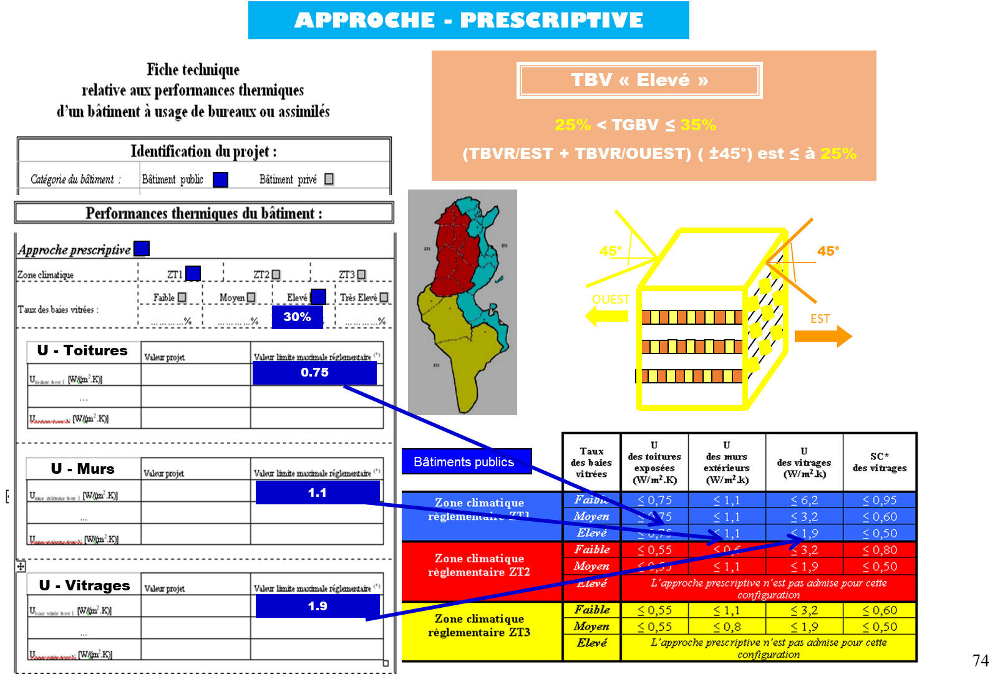 APPROCHE - PRESCRIPTIVE
Fiche technique
relative aux performances thermiques
d'un bâtiment à usage de bureaux ou assimilés
Identification du projet :
Catégorie du bâtiment :
Bâtiment public
Bâtiment privé
Performances thermiques du bâtiment :
Approche prescriptive
Zone climatique
ZT1
ZT2
ZT3
Taux des baies vitrées :
Faible
Moyen
Elevé
Très Elevé
…………%
…………%
30%
…………%
U - Toitures
Valeur projet
Valeur limite maximale réglementaire (*)
U [W/(m².K)]
0.75
…
U [W/(m².K)]
U - Murs
Valeur projet
Valeur limite maximale réglementaire (*)
U [W/(m².K)]
1.1
...
U [W/(m².K)]
U - Vitrages
Valeur projet
Valeur limite maximale réglementaire (*)
U [W/(m².K)]
1.9
...
U [W/(m².K)]
TBV « Elevé »
25% < TGBV ≤ 35%
(TBVR/EST + TBVR/OUEST) ( ±45°) est ≤ à 25%
45°
45°
OUEST
EST
Bâtiments publics
Taux
des baies
vitrées
U
des toitures
exposées
(W/m².K)
U
des murs
extérieurs
(W/m².k)
U
des vitrages
(W/m².k)
SC*
des vitrages
Zone climatique
règlementaire ZT1
Faible ≤ 0,75 ≤ 1,1 ≤ 6,2 ≤ 0,95
Moyen ≤ 0,75 ≤ 1,1 ≤ 3,2 ≤ 0,60
Elevé ≤ 0,75 ≤ 1,1 ≤ 1,9 ≤ 0,50
Zone climatique
règlementaire ZT2
Faible ≤ 0,55 ≤ 0,6 ≤ 3,2 ≤ 0,80
Moyen ≤ 0,55 ≤ 1,1 ≤ 1,9 ≤ 0,50
Elevé L'approche prescriptive n'est pas admise pour cette
configuration
Zone climatique
règlementaire ZT3
Faible ≤ 0,55 ≤ 1,1 ≤ 3,2 ≤ 0,60
Moyen ≤ 0,55 ≤ 0,8 ≤ 1,9 ≤ 0,50
Elevé L'approche prescriptive n'est pas admise pour cette
configuration
74